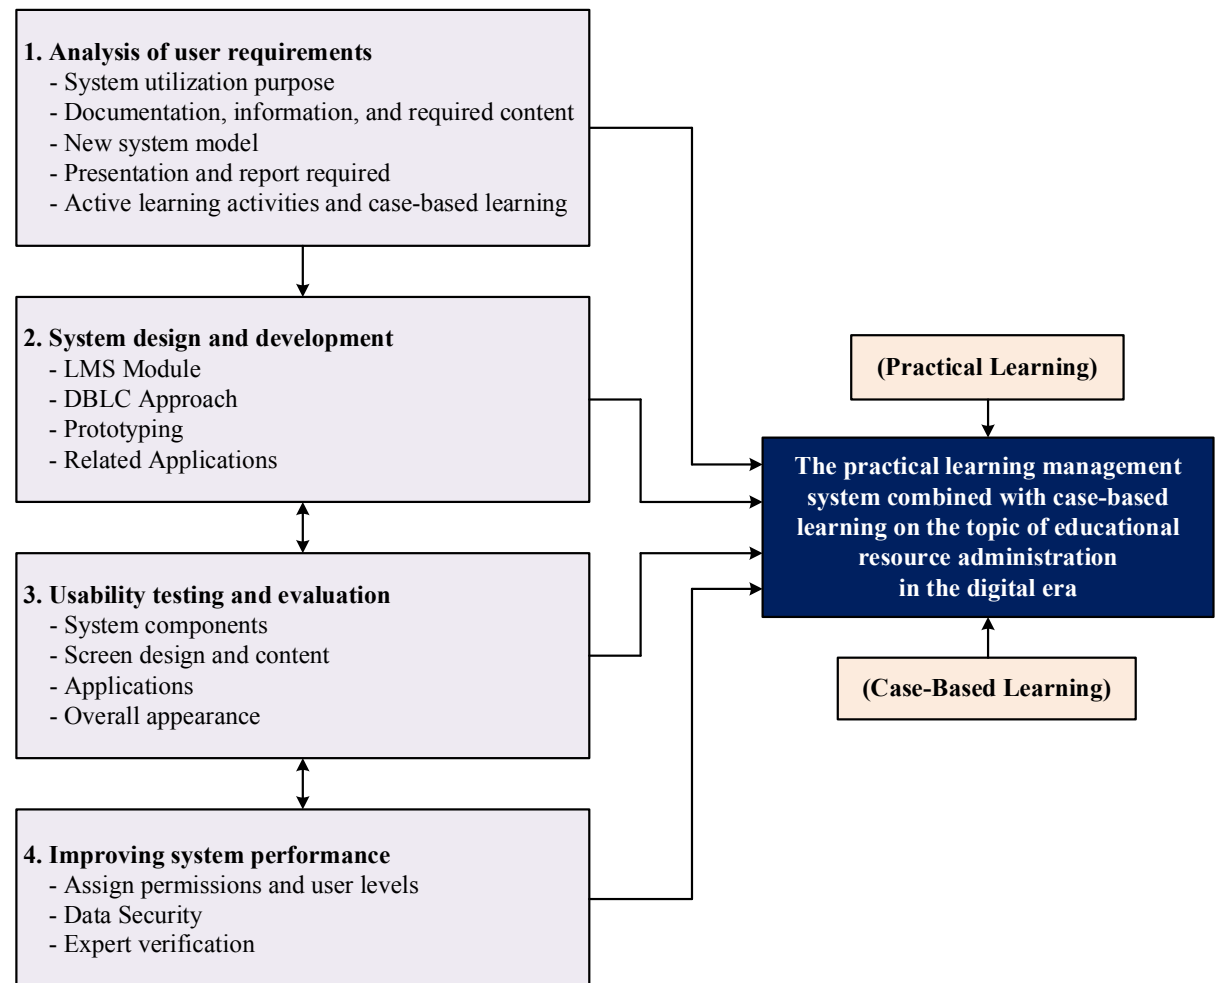 1. Analysis of user requirements
- System utilization purpose
- Documentation, information, and required content
- New system model
- Presentation and report required
- Active learning activities and case-based learning
2. System design and development
- LMS Module
- DBLC Approach
- Prototyping
- Related Applications
3. Usability testing and evaluation
- System components
- Screen design and content
- Applications
- Overall appearance
4. Improving system performance
- Assign permissions and user levels
- Data Security
- Expert verification
(Practical Learning)
The practical learning management
system combined with case-based
learning on the topic of educational
resource administration
in the digital era
(Case-Based Learning)